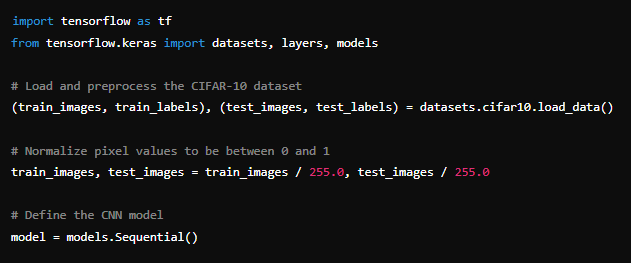 import tensorflow as tf
from tensorflow.keras import datasets, layers, models
# Load and preprocess the CIFAR-10 dataset
(train_images, train_labels), (test_images, test_labels) = datasets.cifar10.load_data()
# Normalize pixel values to be between 0 and 1
train_images, test_images = train_images / 255.0, test_images / 255.0
# Define the CNN model
model = models.Sequential()